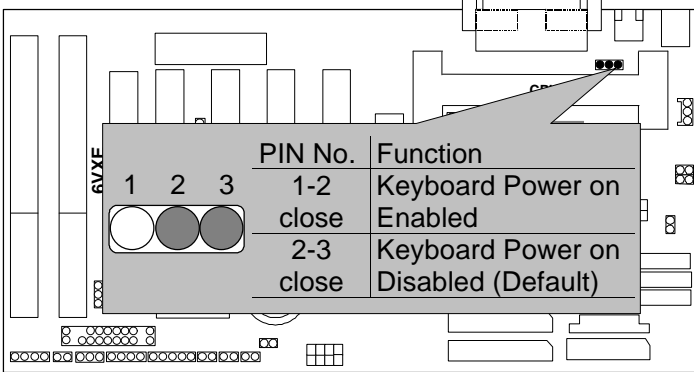 6VXE
1 2 3
PIN No. Function
1-2 Keyboard Power on
close Enabled
2-3 Keyboard Power on
close Disabled (Default)